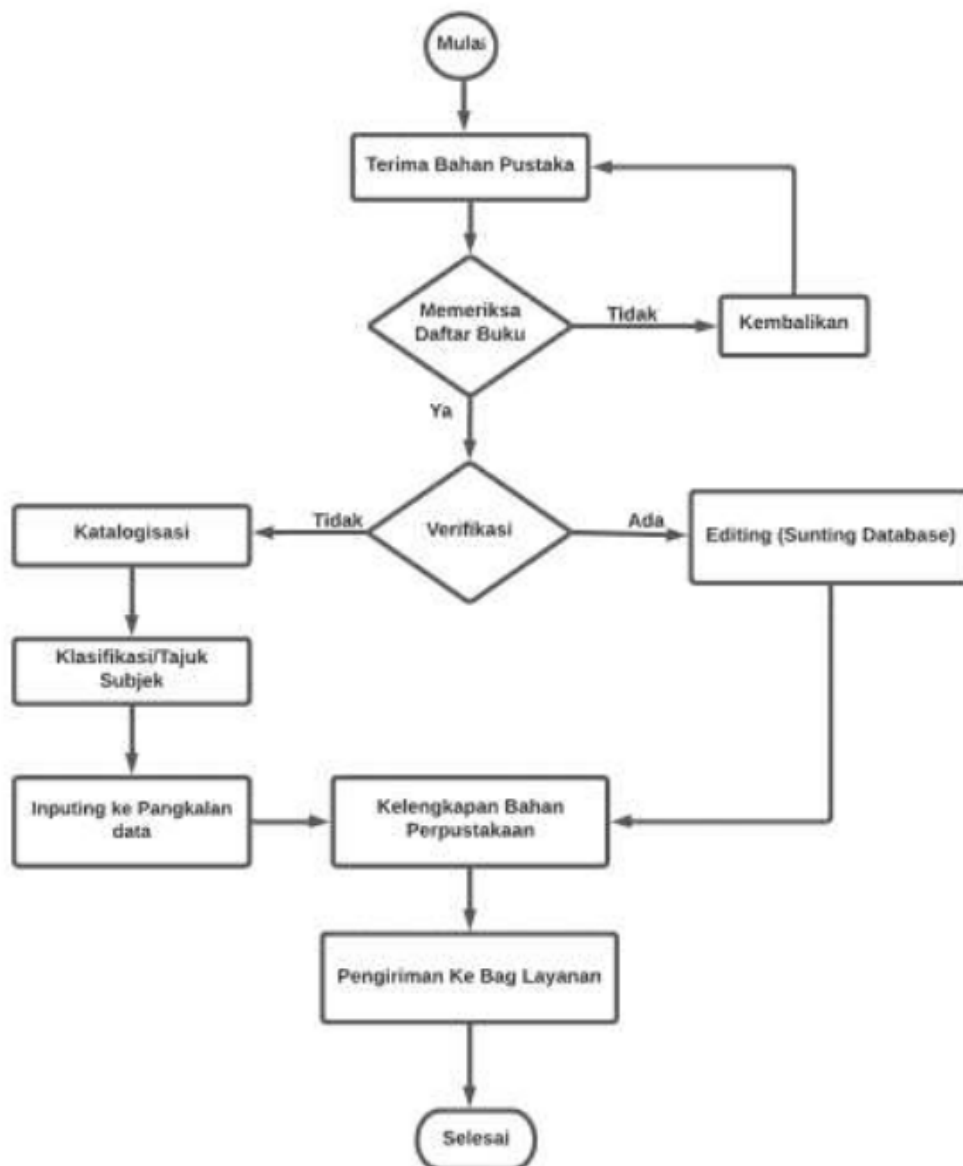 Mulai
Terima Bahan Pustaka
Memeriksa
Daftar Buku
Tidak
Kembalikan
Ya
Verifikasi
Tidak
Katalogisasi
Ada
Editing (Sunting Database)
Klasifikasi/Tajuk
Subjek
Inputing ke Pangkalan
data
Kelengkapan Bahan
Perpustakaan
Pengiriman Ke Bag Layanan
Selesai